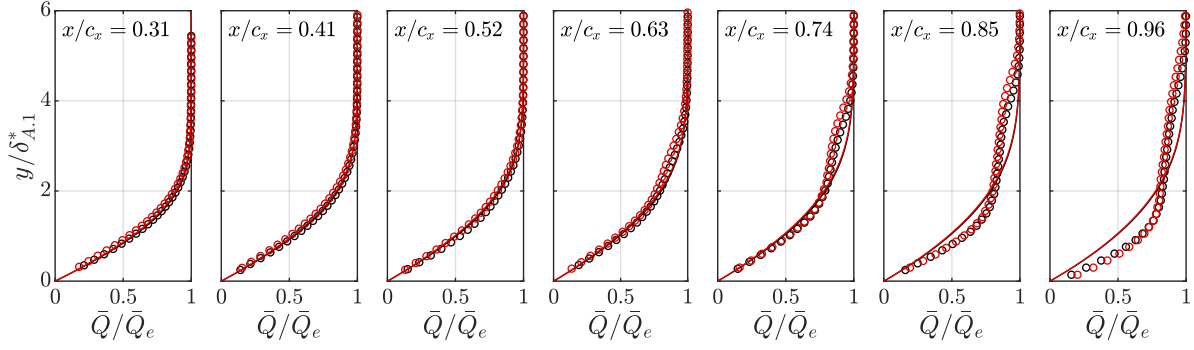 6
4
2
0
y/δ*_{A.1}
x/c_x = 0.31
x/c_x = 0.41
x/c_x = 0.52
x/c_x = 0.63
x/c_x = 0.74
x/c_x = 0.85
x/c_x = 0.96
0 0.5 1
0 0.5 1
0 0.5 1
0 0.5 1
0 0.5 1
0 0.5 1
0 0.5 1
Q̄/Q̄_e
Q̄/Q̄_e
Q̄/Q̄_e
Q̄/Q̄_e
Q̄/Q̄_e
Q̄/Q̄_e
Q̄/Q̄_e